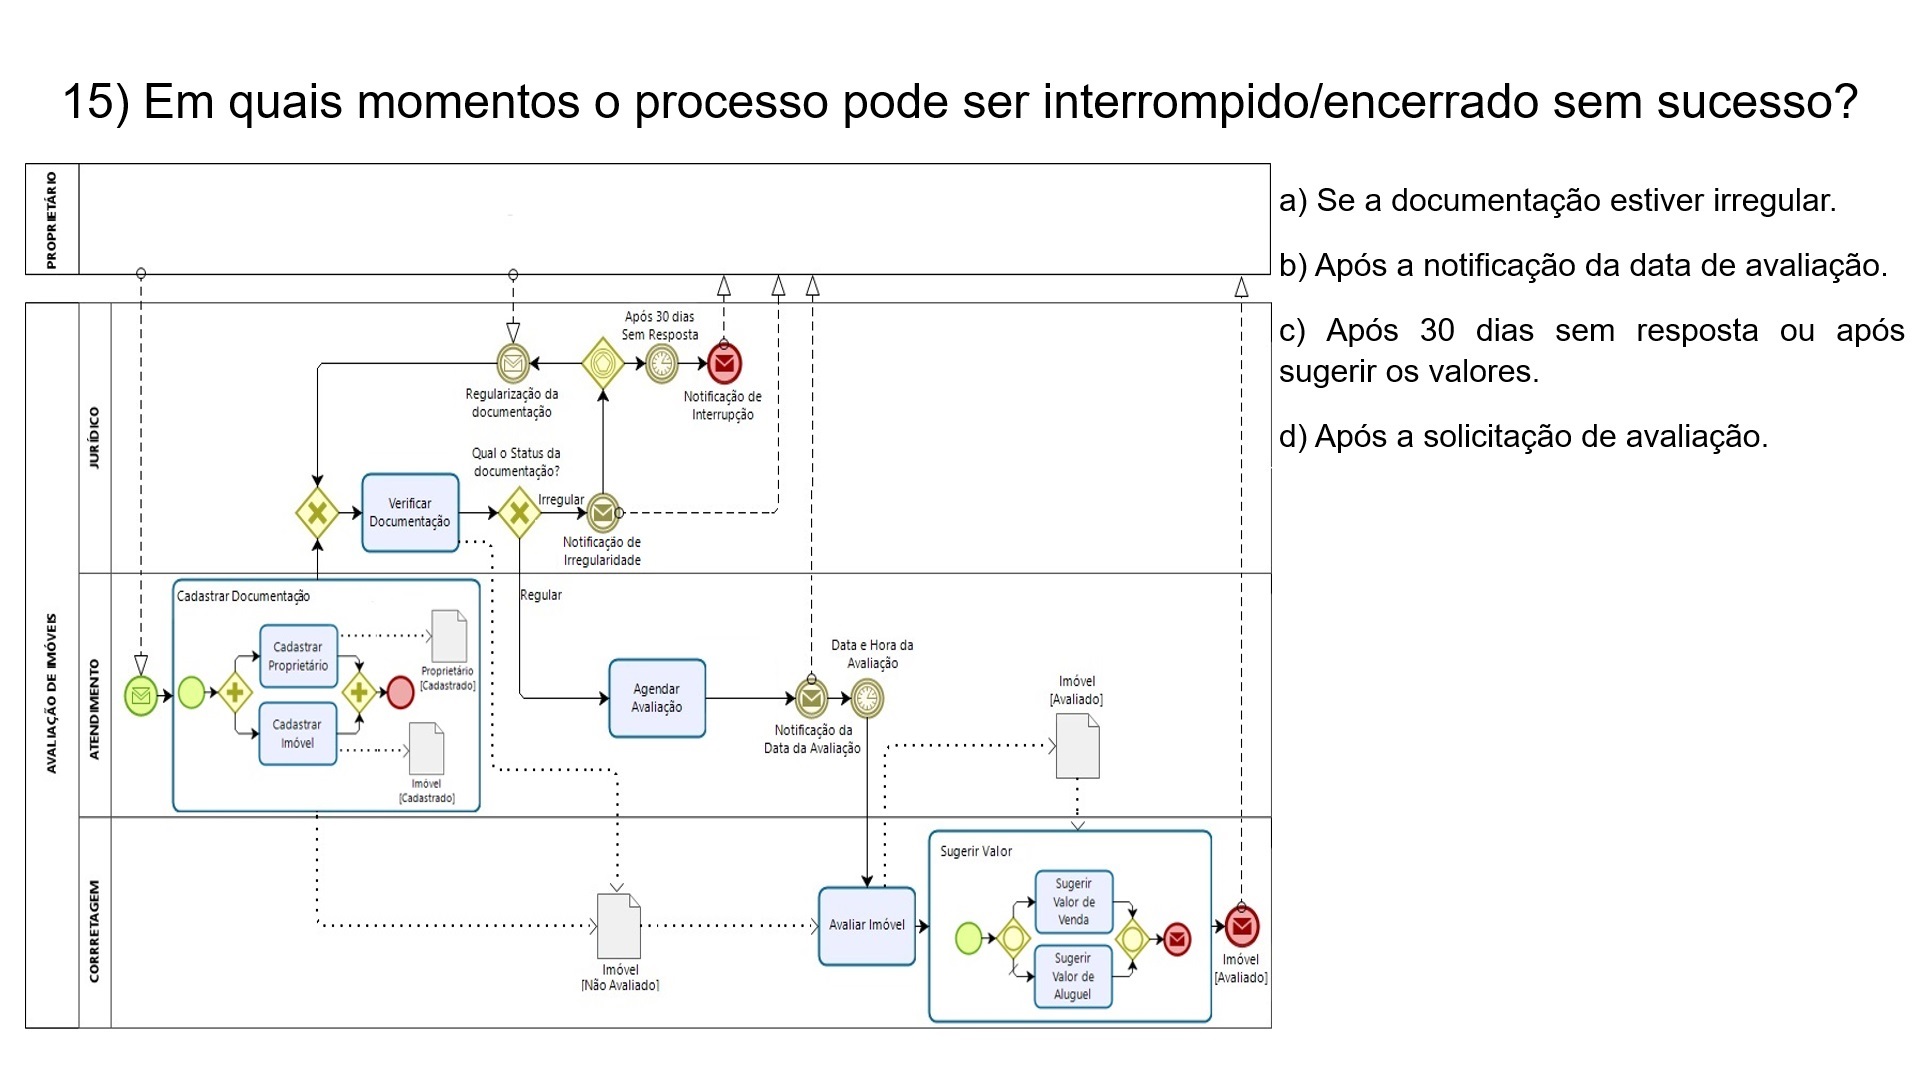 15) Em quais momentos o processo pode ser interrompido/encerrado sem sucesso?
a) Se a documentação estiver irregular.
b) Após a notificação da data de avaliação.
c) Após 30 dias sem resposta ou após
sugerir os valores.
d) Após a solicitação de avaliação.
PROPRIETÁRIO
AVALIAÇÃO DE IMÓVEIS
JURÍDICO
Após 30 dias
Sem Resposta
Regularização da
documentação
Notificação de
Interrupção
Qual o Status da
documentação?
Verificar
Documentação
Irregular
Notificação de
Irregularidade
Regular
ATENDIMENTO
Cadastrar Documentação
Cadastrar
Proprietário
Proprietário
[Cadastrado]
Cadastrar
Imóvel
Imóvel
[Cadastrado]
Agendar
Avaliação
Data e Hora da
Avaliação
Notificação da
Data da Avaliação
Imóvel
[Avaliado]
CORRETAGEM
Imóvel
[Não Avaliado]
Avaliar Imóvel
Sugerir Valor
Sugerir
Valor de
Venda
Sugerir
Valor de
Aluguel
Imóvel
[Avaliado]